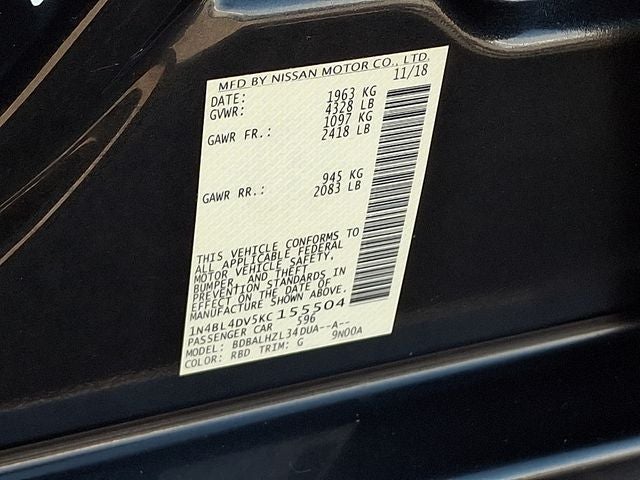 MFD BY NISSAN MOTOR CO., LTD.
DATE: 11/18
GVWR: 1963 KG
4328 LB
GAWR FR.: 1097 KG
2418 LB
GAWR RR.: 945 KG
2083 LB
THIS VEHICLE CONFORMS TO
ALL APPLICABLE FEDERAL
MOTOR VEHICLE SAFETY,
BUMPER, AND THEFT
PREVENTION STANDARDS IN
EFFECT ON THE DATE OF
MANUFACTURE SHOWN ABOVE.
1N4BL4DV5KC155504
PASSENGER CAR 596
MODEL: BDBALHZL34DUA--A--
COLOR: RBD TRIM: G 9N00A